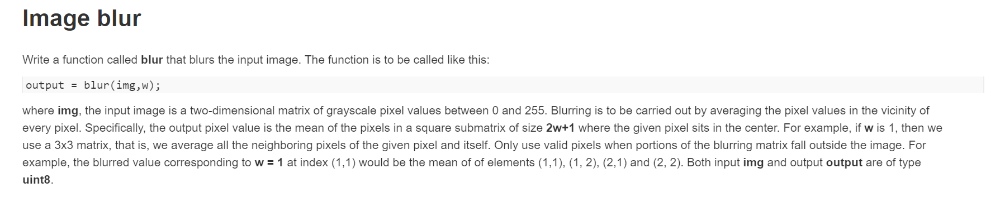 Image blur
Write a function called blur that blurs the input image. The function is to be called like this:
output = blur(img,w);
where img, the input image is a two-dimensional matrix of grayscale pixel values between 0 and 255. Blurring is to be carried out by averaging the pixel values in the vicinity of
every pixel. Specifically, the output pixel value is the mean of the pixels in a square submatrix of size 2w+1 where the given pixel sits in the center. For example, if w is 1, then we
use a 3x3 matrix, that is, we average all the neighboring pixels of the given pixel and itself. Only use valid pixels when portions of the blurring matrix fall outside the image. For
example, the blurred value corresponding to w = 1 at index (1,1) would be the mean of of elements (1,1), (1, 2), (2,1) and (2, 2). Both input img and output output are of type
uint8.